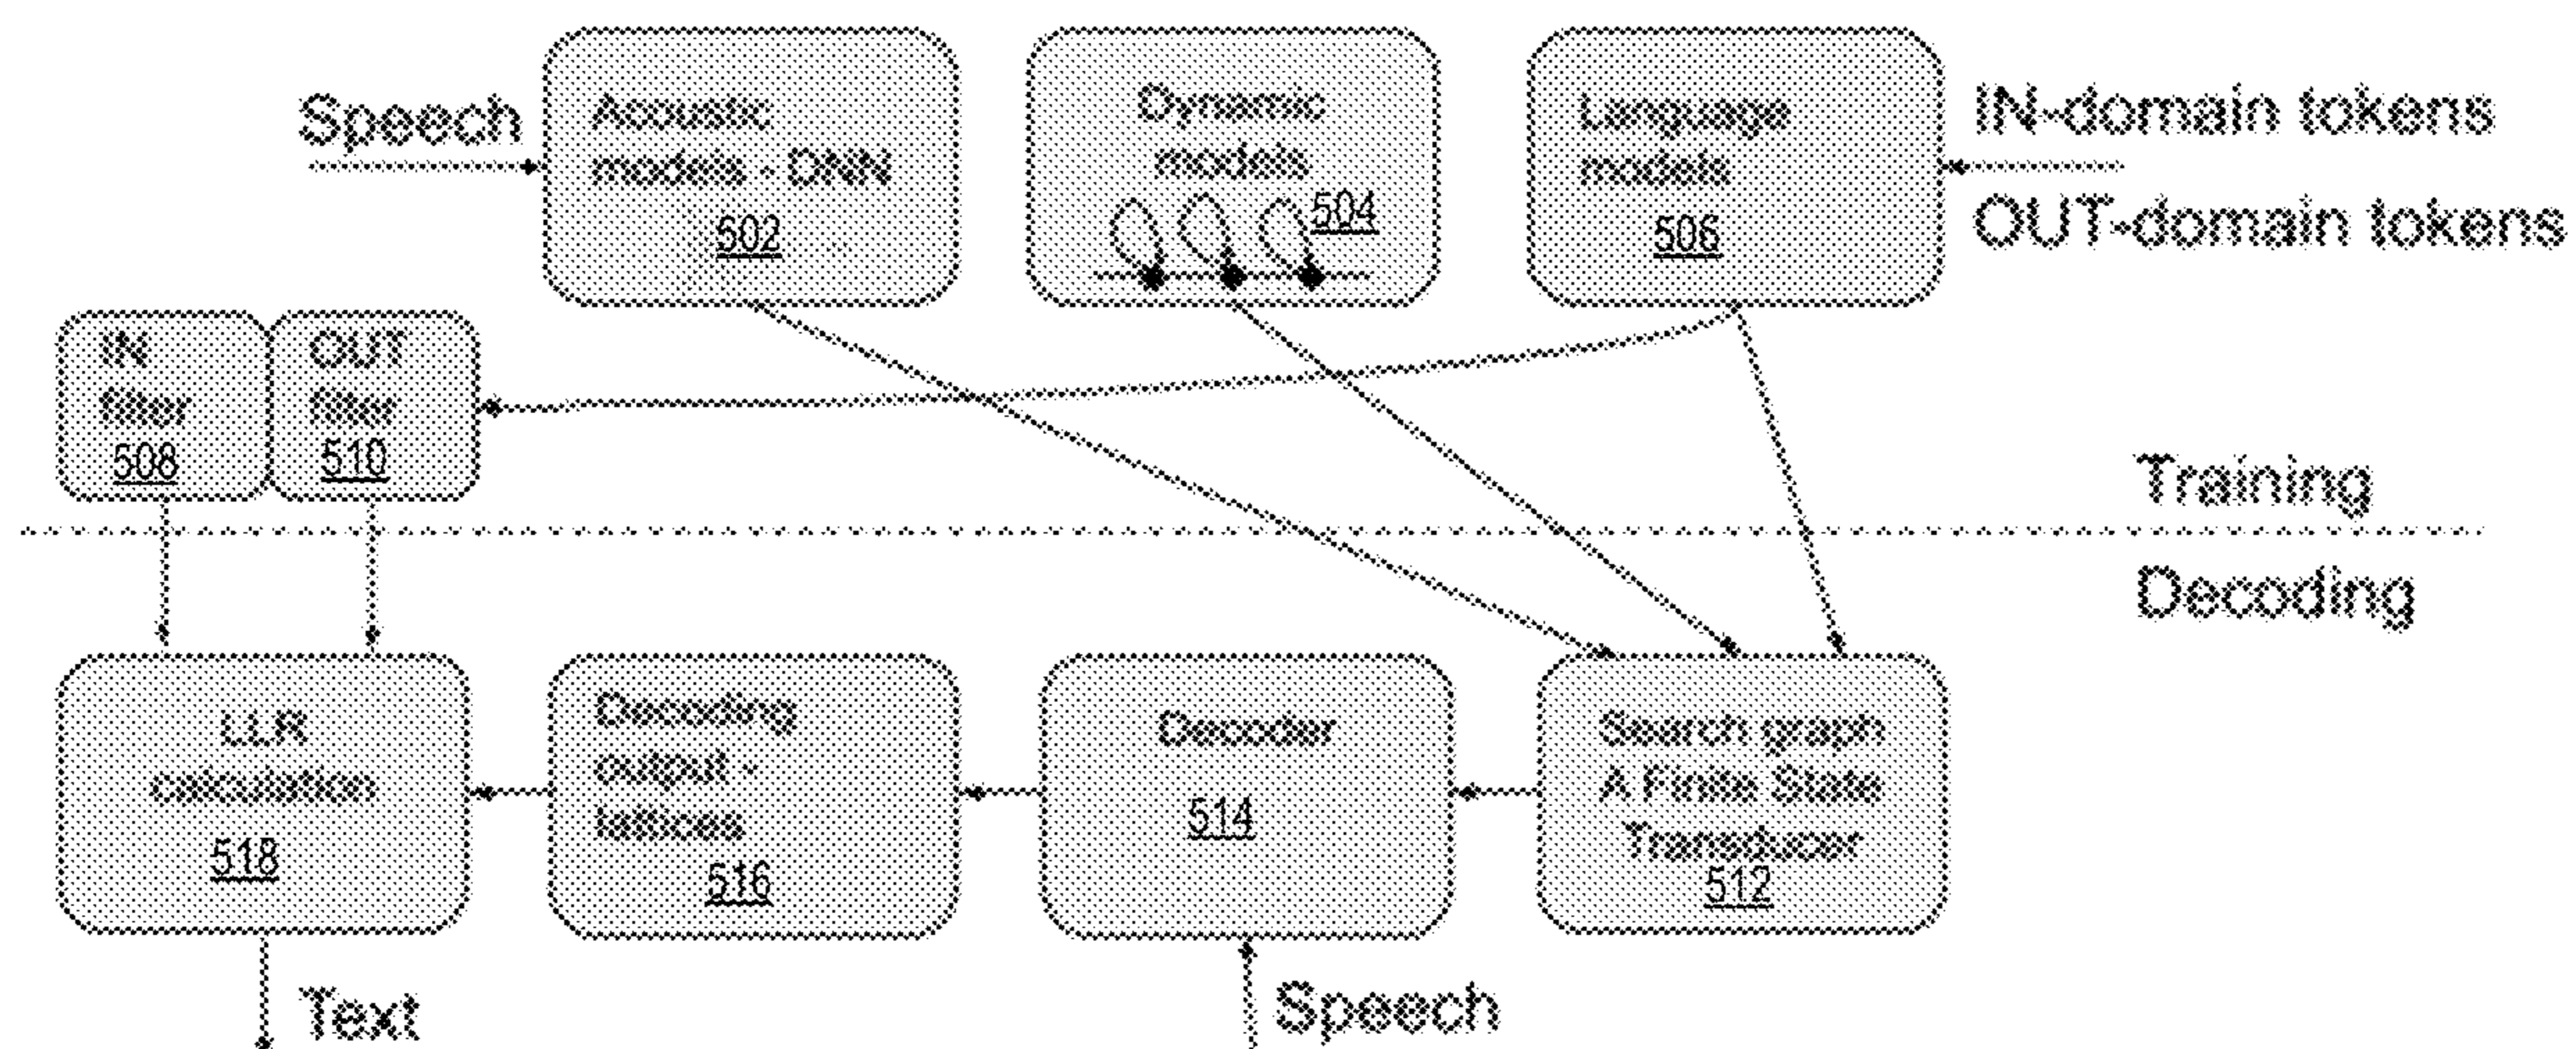 Speech
Acoustic
models - DNN
502
Dynamic
models
504
Language
models
506
IN-domain tokens
OUT-domain tokens
IN
filter
508
OUT
filter
510
Training
Decoding
LLR
calculation
518
Decoding
output -
lattices
516
Decoder
514
Search graph
A Finite State
Transducer
512
Text
Speech